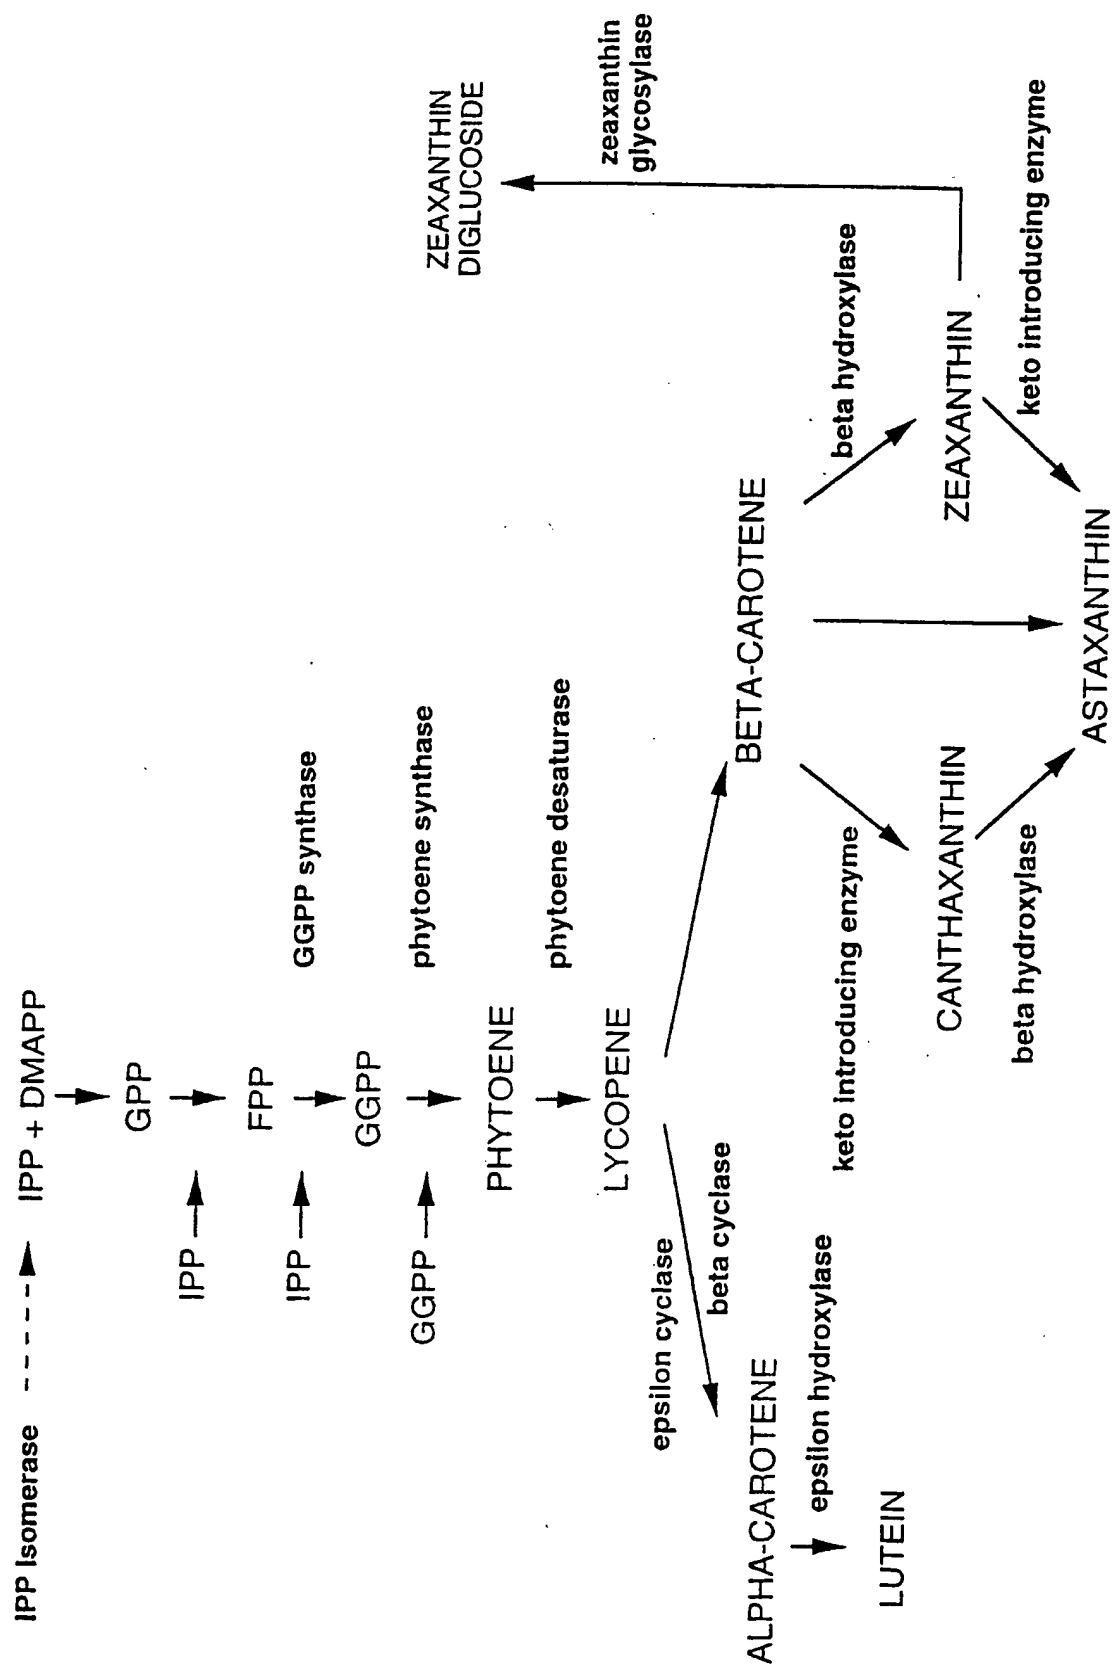 IPP Isomerase
IPP + DMAPP
GPP
IPP
FPP
IPP
GGPP synthase
GGPP
GGPP
phytoene synthase
PHYTOENE
phytoene desaturase
LYCOPENE
epsilon cyclase
beta cyclase
ALPHA-CAROTENE
BETA-CAROTENE
epsilon hydroxylase
LUTEIN
keto introducing enzyme
beta hydroxylase
CANTHAXANTHIN
ZEAXANTHIN
beta hydroxylase
keto introducing enzyme
ASTAXANTHIN
zeaxanthin
glycosylase
ZEAXANTHIN
DIGLUCOSIDE